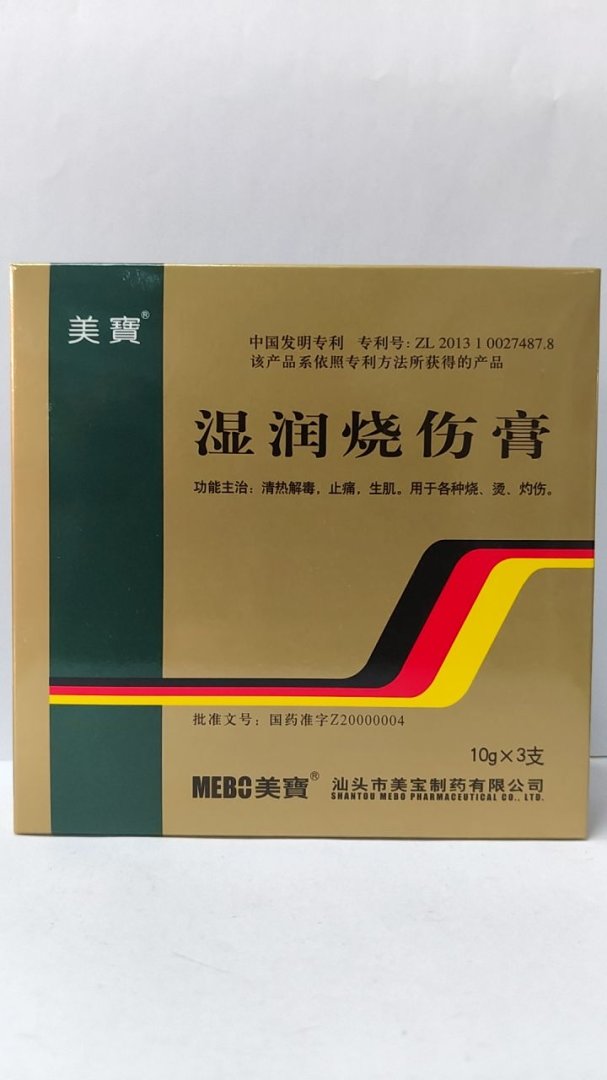 美寶®
中国发明专利 专利号：ZL 2013 1 0027487.8
该产品系依照专利方法所获得的产品
湿润烧伤膏
功能主治：清热解毒，止痛，生肌。用于各种烧、烫、灼伤。
批准文号：国药准字Z20000004
10g×3支
MEBO美寶® 汕头市美宝制药有限公司
SHANTOU MEBO PHARMACEUTICAL CO., LTD.